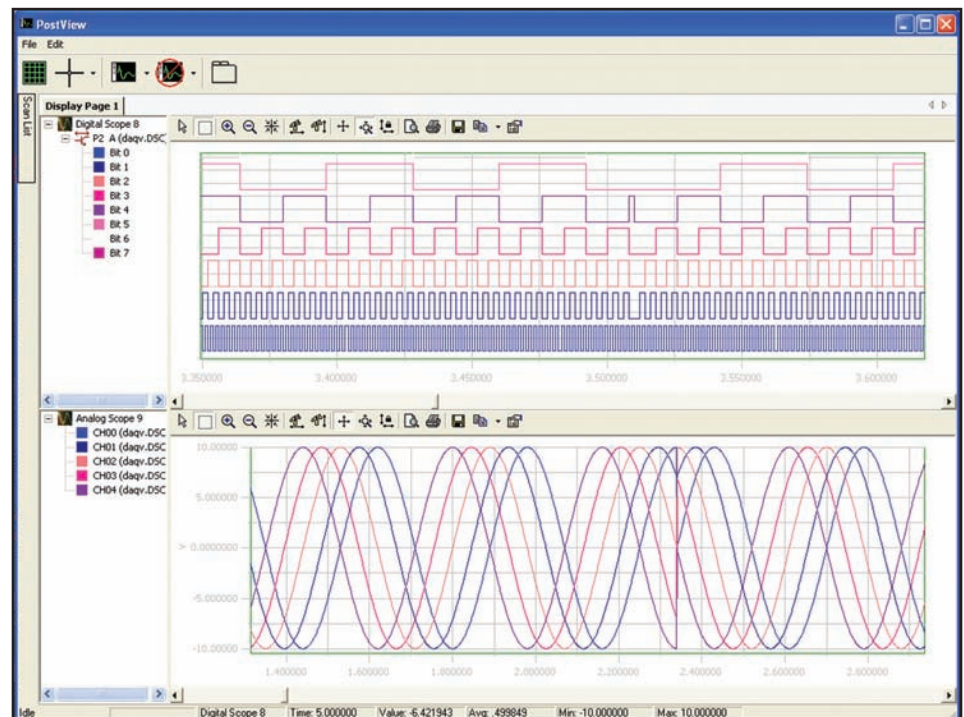 PostView
File Edit
Scan List
Display Page 1
Digital Scope 8
P2_A (daqv.DSC
Bit 0
Bit 1
Bit 2
Bit 3
Bit 4
Bit 5
Bit 6
Bit 7
3.350000 3.400000 3.450000 3.500000 3.550000 3.600000
Analog Scope 9
CH00 (daqv.DSC
CH01 (daqv.DSC
CH02 (daqv.DSC
CH03 (daqv.DSC
CH04 (daqv.DSC
10.00000
5.000000
V 0.0000000
-5.000000
-10.00000
1.400000 1.600000 1.800000 2.000000 2.200000 2.400000 2.600000 2.800000
Idle Digital Scope 8 Time: 5.000000 Value: -6.421943 Avg: .499849 Min: -10.000000 Max: 10.000000